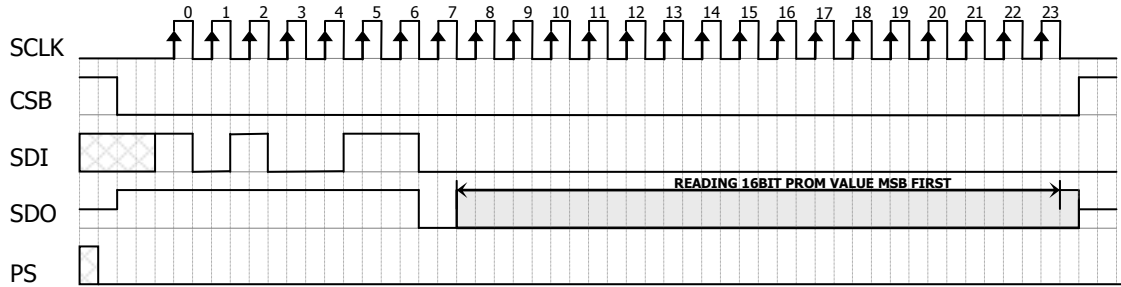 0 1 2 3 4 5 6 7 8 9 10 11 12 13 14 15 16 17 18 19 20 21 22 23
SCLK
CSB
SDI
READING 16BIT PROM VALUE MSB FIRST
SDO
PS